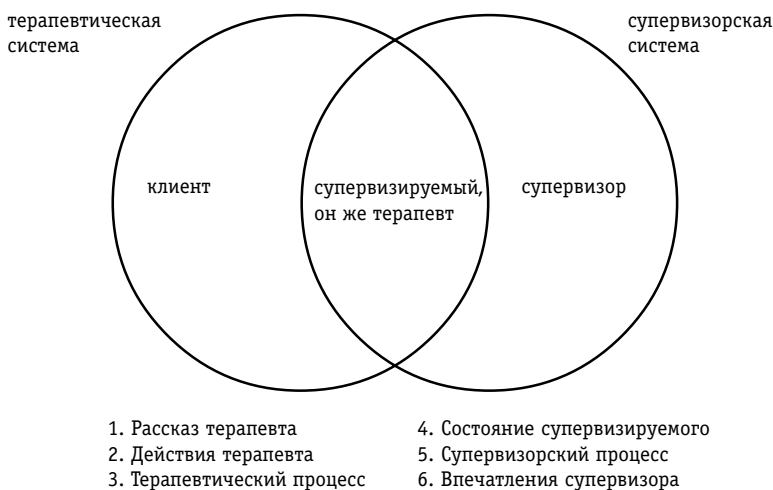 терапевтическая
система
супервизорская
система
клиент
супервизируемый,
он же терапевт
супервизор
1. Рассказ терапевта
2. Действия терапевта
3. Терапевтический процесс
4. Состояние супервизируемого
5. Супервизорский процесс
6. Впечатления супервизора